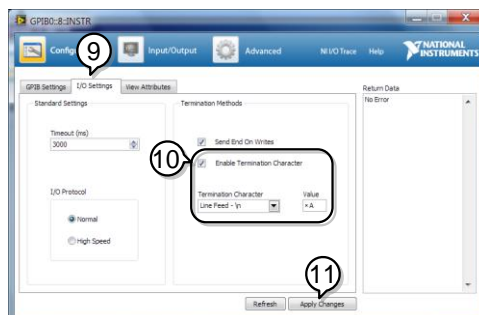 GPIB0::8::INSTR
Config
9
Input/Output
Advanced
NI I/O Trace
Help
NATIONAL
INSTRUMENTS
GPIB Settings
I/O Settings
View Attributes
Return Data
No Error
Standard Settings
Timeout (ms)
3000
I/O Protocol
Normal
High Speed
Termination Methods
Send End On Writes
10
Enable Termination Character
Termination Character
Value
Line Feed - \n
×A
11
Refresh
Apply Changes